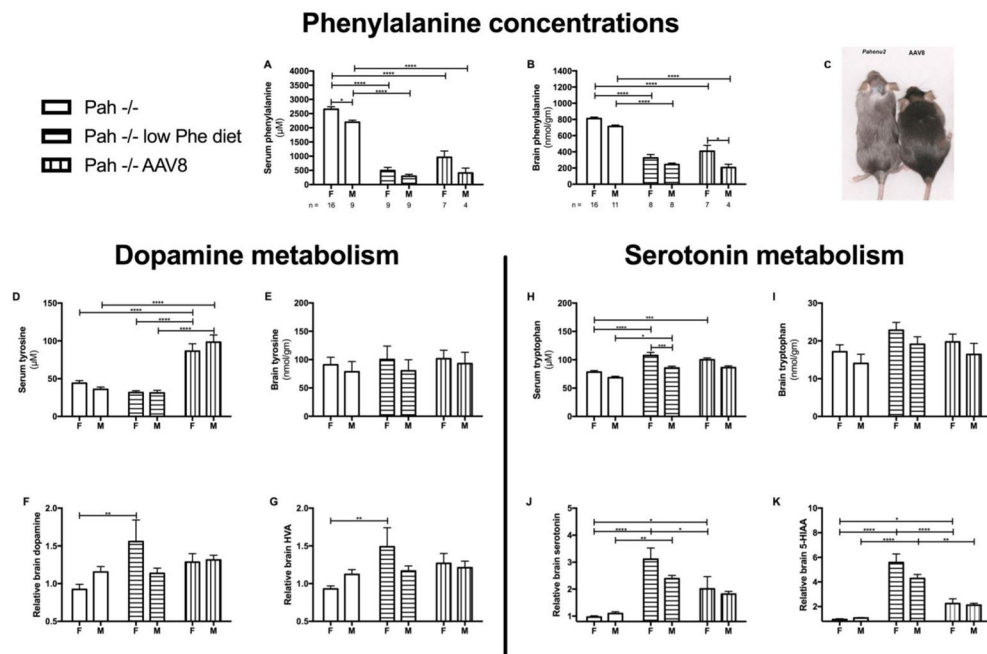 Phenylalanine concentrations
Pah -/-
Pah -/- low Phe diet
Pah -/- AAV8
A
Serum phenylalanine
(µM)
5000
4500
4000
3500
3000
2500
2000
1500
1000
500
0
****
****
****
*
****
F M F M F M
n = 16 9 9 9 7 4
B
Brain phenylalanine
(nmol/gm)
1000
800
600
400
200
0
****
****
****
****
*
F M F M F M
n = 16 11 8 8 7 4
C
Pahenu2 AAV8
Dopamine metabolism
Serotonin metabolism
D
Serum tyrosine
(µM)
150
100
50
0
****
****
****
****
F M F M F M
E
Brain tyrosine
(nmol/gm)
200
150
100
50
0
F M F M F M
H
Serum tryptophan
(µM)
200
150
100
50
0
***
****
*
***
F M F M F M
I
Brain tryptophan
(nmol/gm)
30
20
10
0
F M F M F M
F
Relative brain dopamine
2.0
1.5
1.0
0.5
**
F M F M F M
G
Relative brain HVA
2.0
1.5
1.0
0.5
**
F M F M F M
J
Relative brain serotonin
5
4
3
2
1
*
****
*
**
F M F M F M
K
Relative brain 5-HIAA
10
8
6
4
2
*
****
****
****
**
F M F M F M